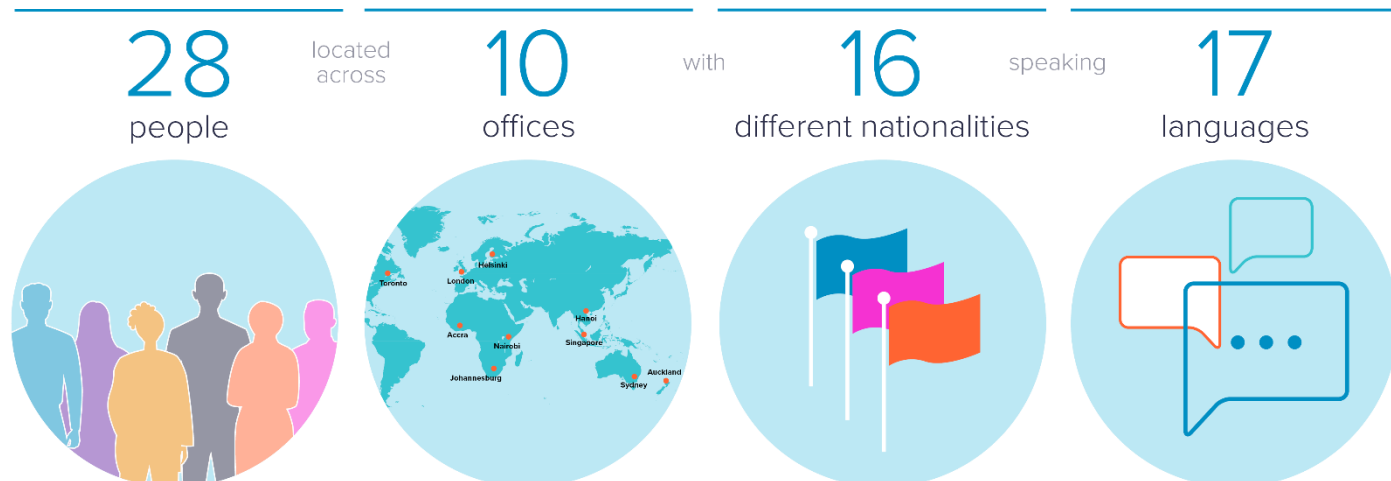 28
people
located
across
10
offices
with
16
different nationalities
speaking
17
languages
Helsinki
Toronto
London
Accra
Nairobi
Hanoi
Singapore
Johannesburg
Auckland
Sydney